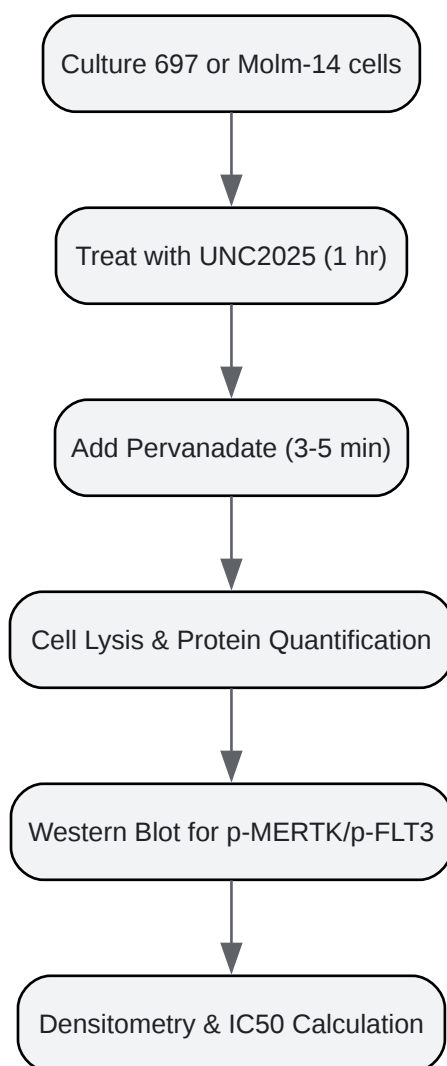 Culture 697 or Molm-14 cells
Treat with UNC2025 (1 hr)
Add Pervanadate (3-5 min)
Cell Lysis & Protein Quantification
Western Blot for p-MERTK/p-FLT3
Densitometry & IC50 Calculation